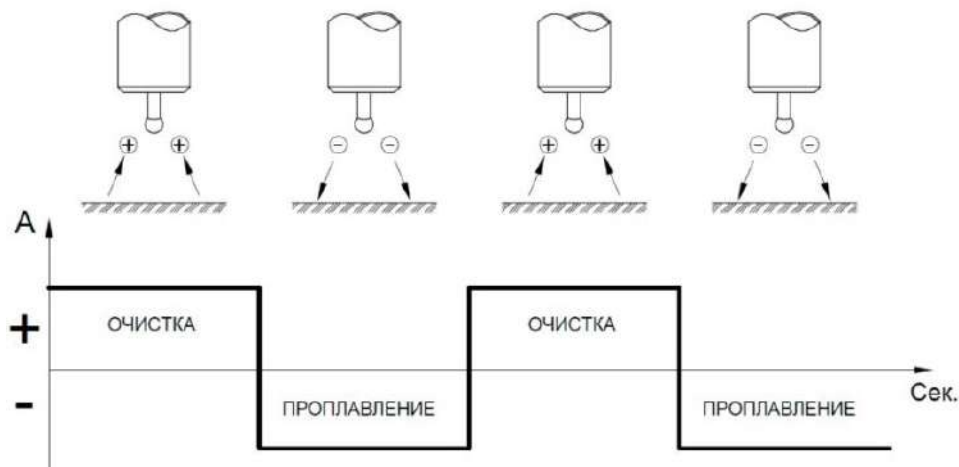 + + - - + + - -
А
+ ОЧИСТКА ОЧИСТКА
Сек.
- ПРОПЛАВЛЕНИЕ ПРОПЛАВЛЕНИЕ